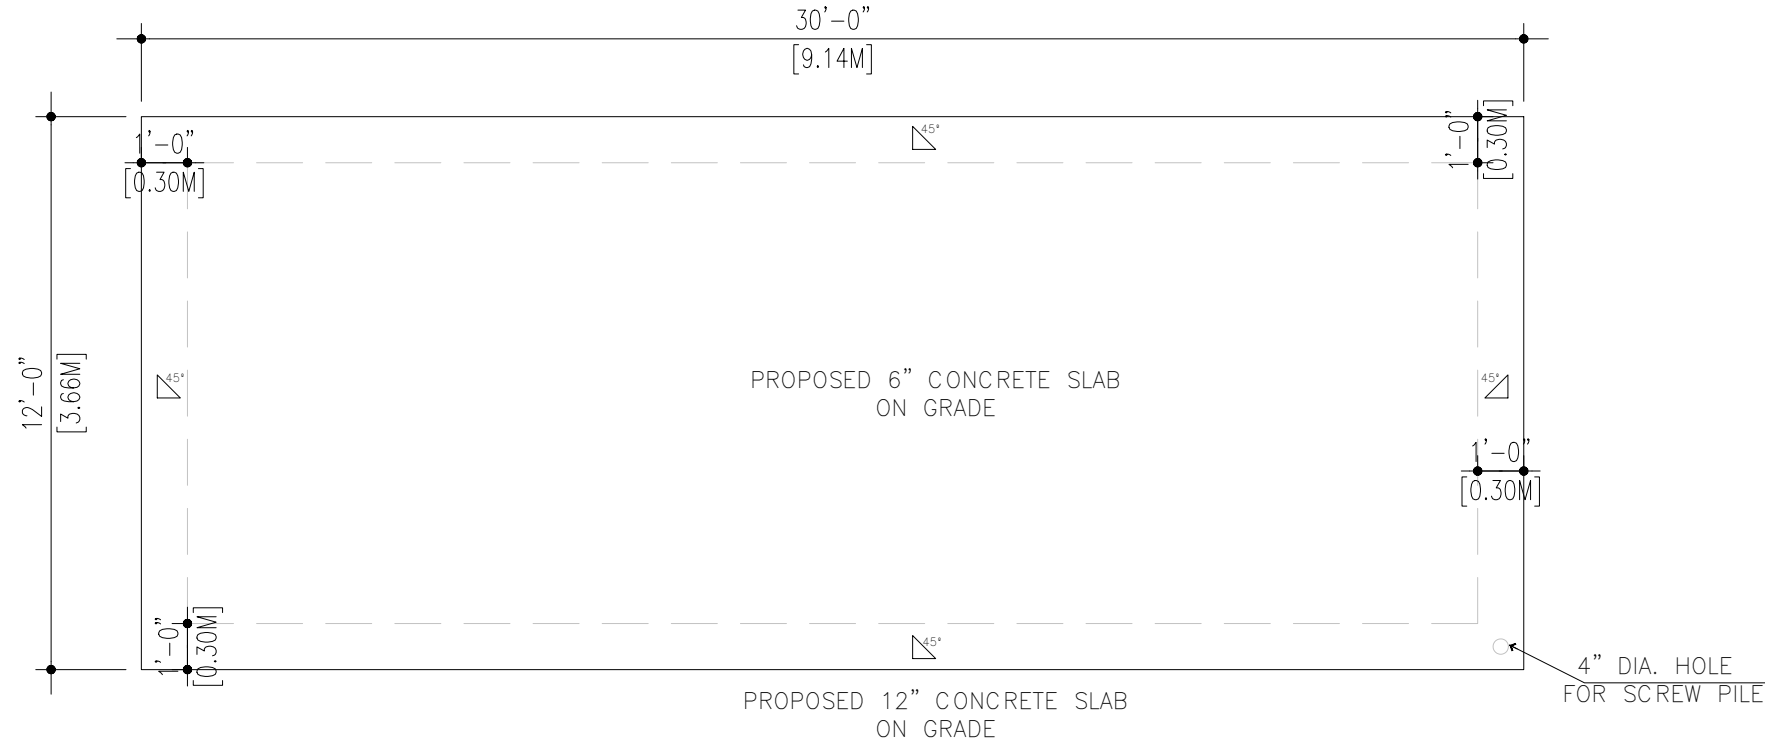 30'-0"
[9.14M]
1'-0"
[0.30M]
45°
1'-0"
[0.30M]
12'-0"
[3.66M]
45°
PROPOSED 6" CONCRETE SLAB
ON GRADE
45°
1'-0"
[0.30M]
1'-0"
[0.30M]
45°
4" DIA. HOLE
FOR SCREW PILE
PROPOSED 12" CONCRETE SLAB
ON GRADE